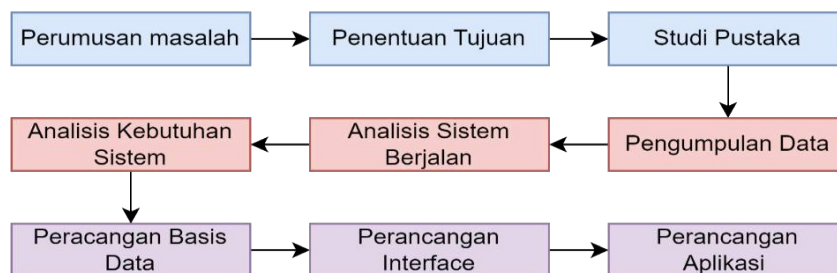 Perumusan masalah
Penentuan Tujuan
Studi Pustaka
Pengumpulan Data
Analisis Sistem
Berjalan
Analisis Kebutuhan
Sistem
Peracangan Basis
Data
Perancangan
Interface
Perancangan
Aplikasi